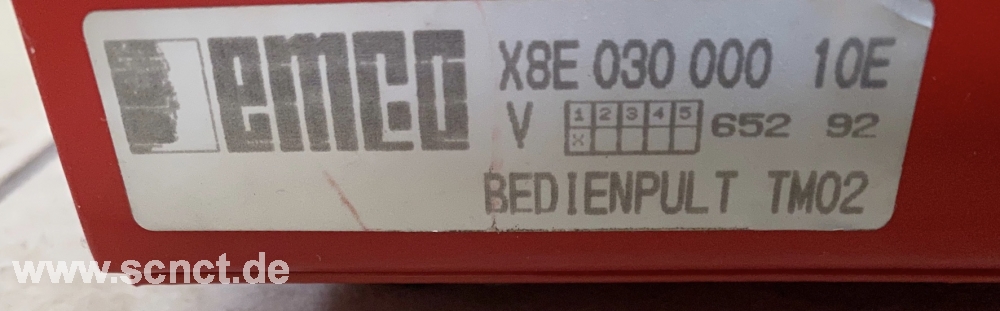 emco
X8E 030 000 10E
V 1 2 3 4 5 652 92
X
BEDIENPULT TM02
www.scnct.de